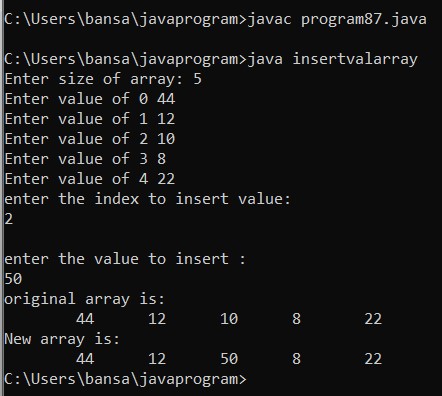 C:\Users\bansa\javaprogram>javac program87.java
C:\Users\bansa\javaprogram>java insertvalarray
Enter size of array: 5
Enter value of 0 44
Enter value of 1 12
Enter value of 2 10
Enter value of 3 8
Enter value of 4 22
enter the index to insert value:
2
enter the value to insert :
50
original array is:
44 12 10 8 22
New array is:
44 12 50 8 22
C:\Users\bansa\javaprogram>